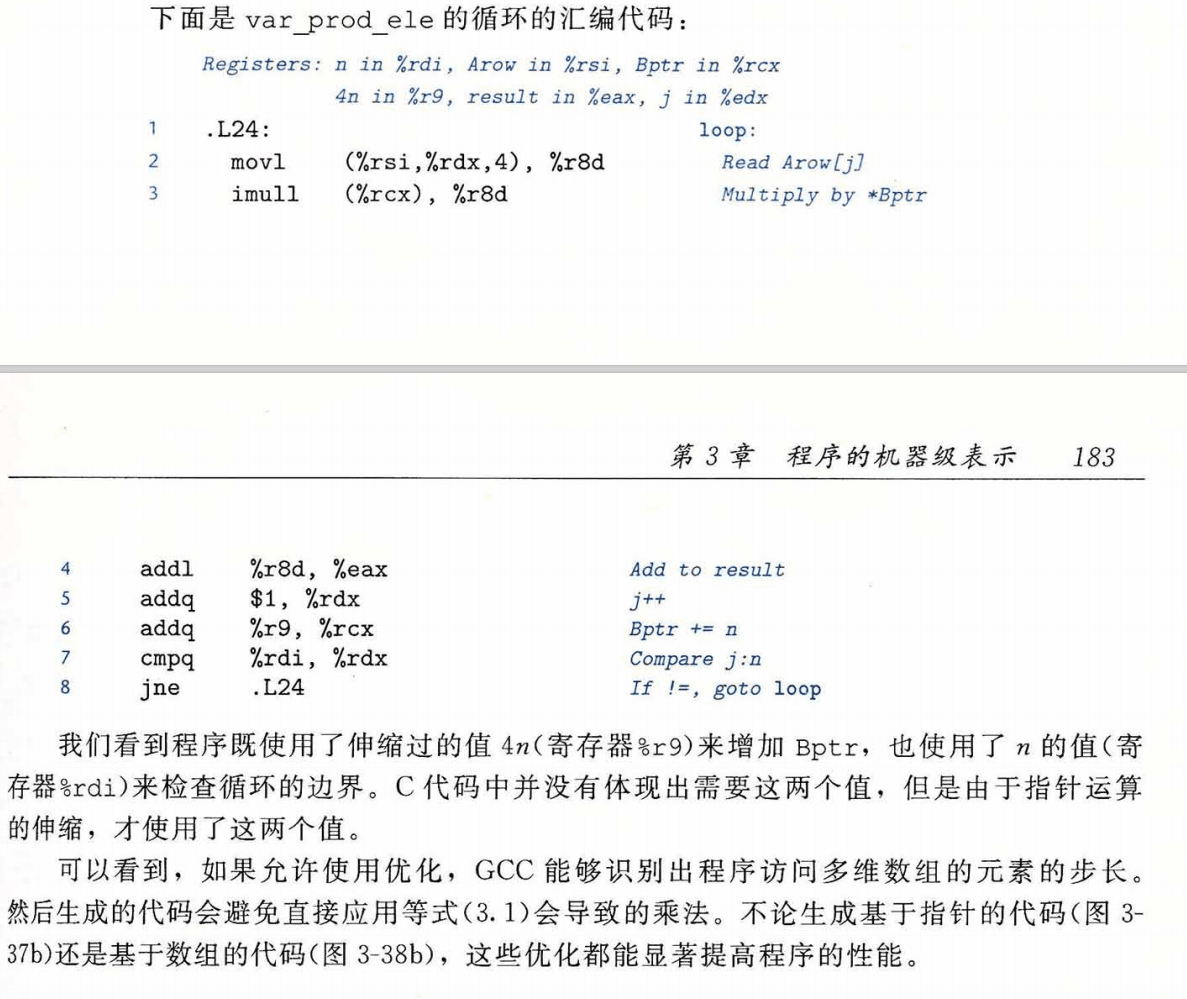 下面是 var_prod_ele 的循环的汇编代码：
Registers: n in %rdi, Arow in %rsi, Bptr in %rcx
4n in %r9, result in %eax, j in %edx
1 .L24: loop:
2 movl (%rsi,%rdx,4), %r8d Read Arow[j]
3 imull (%rcx), %r8d Multiply by *Bptr
第 3 章 程序的机器级表示 183
4 addl %r8d, %eax Add to result
5 addq $1, %rdx j++
6 addq %r9, %rcx Bptr += n
7 cmpq %rdi, %rdx Compare j:n
8 jne .L24 If !=, goto loop
我们看到程序既使用了伸缩过的值 4n(寄存器%r9)来增加 Bptr，也使用了 n 的值(寄
存器%rdi)来检查循环的边界。C 代码中并没有体现出需要这两个值，但是由于指针运算
的伸缩，才使用了这两个值。
可以看到，如果允许使用优化，GCC 能够识别出程序访问多维数组的元素的步长。
然后生成的代码会避免直接应用等式(3.1)会导致的乘法。不论生成基于指针的代码(图 3-
37b)还是基于数组的代码(图 3-38b)，这些优化都能显著提高程序的性能。